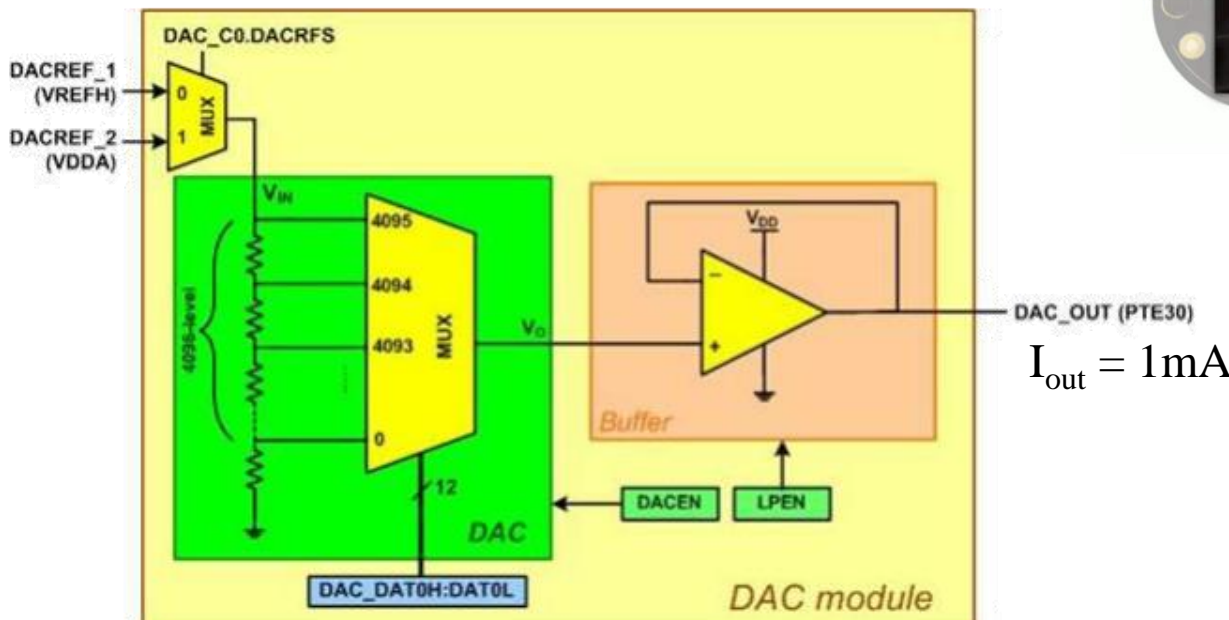 DAC_C0.DACRFS
DACREF_1
(VREFH)
0
MUX
DACREF_2
(VDDA)
1
VIN
4095
4094
4093
MUX
0
4096-level
12
DAC
DAC_DAT0H:DAT0L
VO
VDD
−
+
Buffer
DACEN
LPEN
DAC_OUT (PTE30)
Iout = 1mA
DAC module